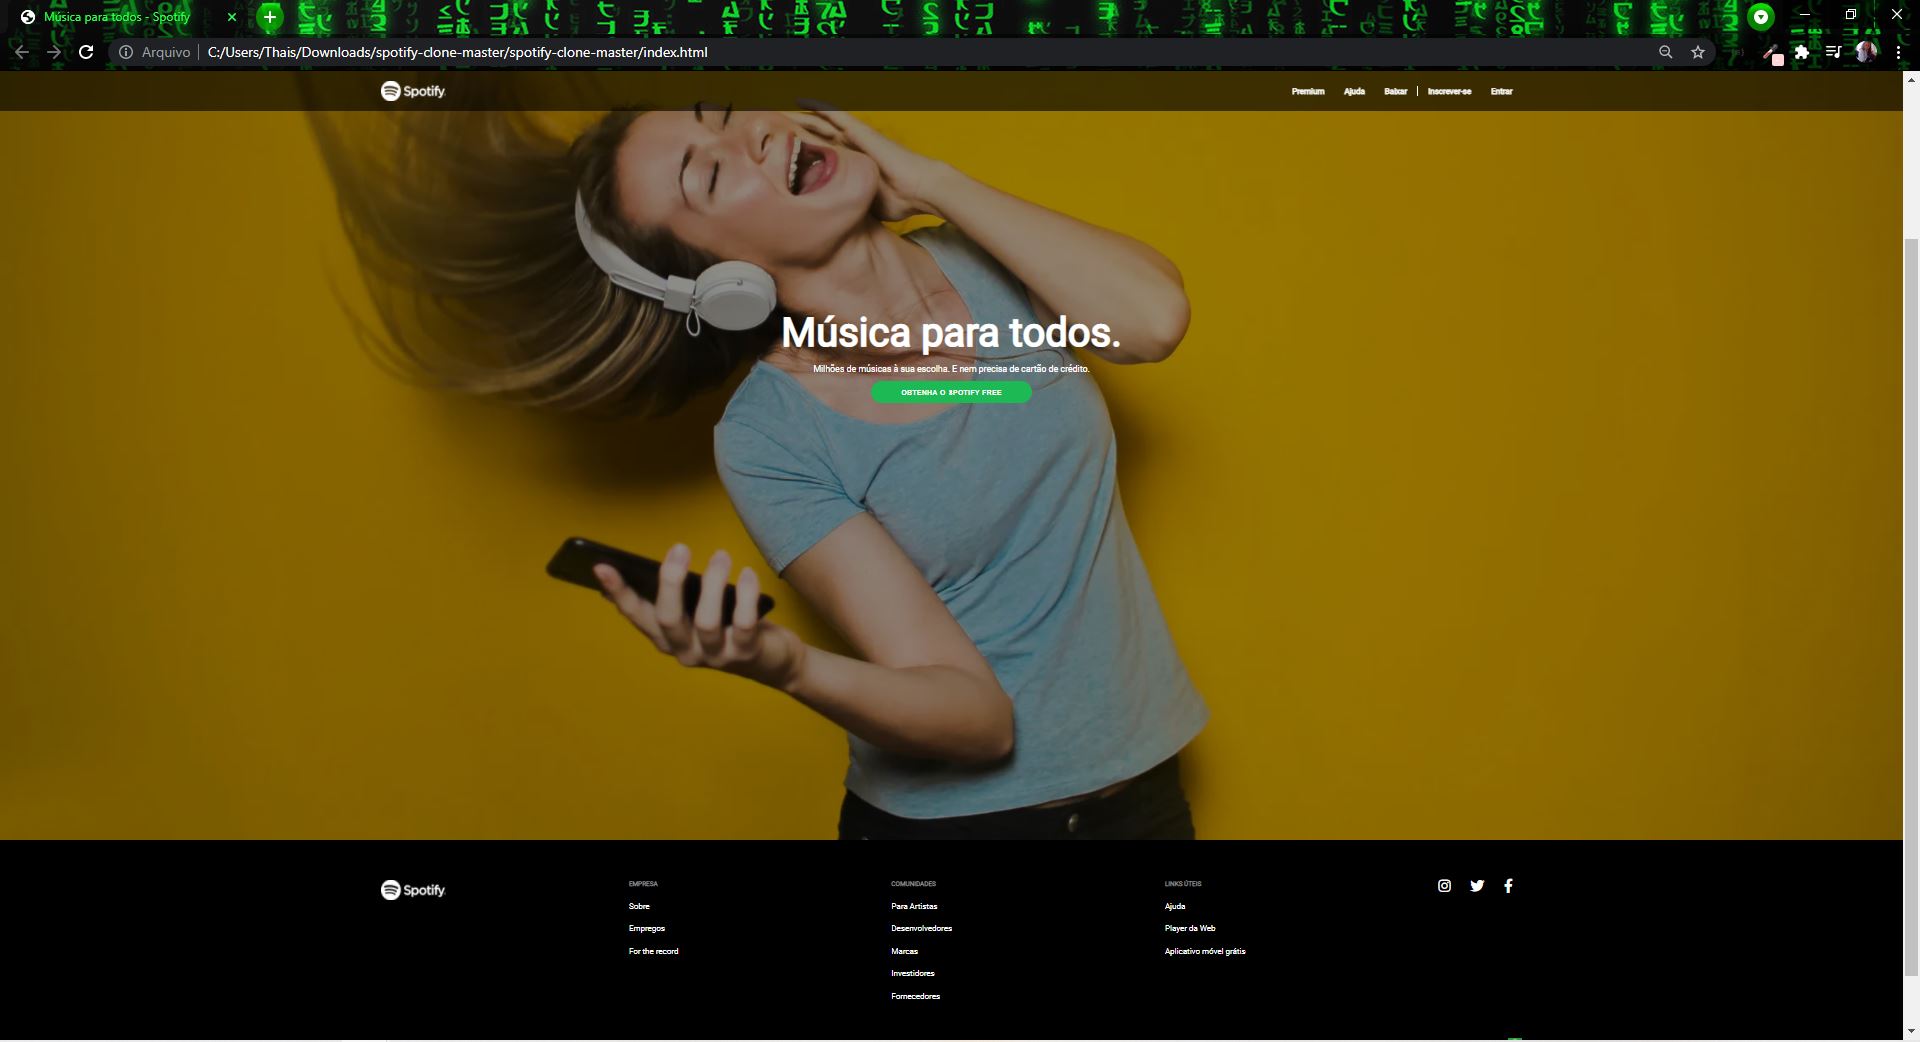 Música para todos - Spotify
Arquivo C:/Users/Thais/Downloads/spotify-clone-master/spotify-clone-master/index.html
Spotify
Premium Ajuda Baixar Inscrever-se Entrar
Música para todos.
Milhões de músicas à sua escolha. E nem precisa de cartão de crédito.
OBTENHA O SPOTIFY FREE
Spotify
EMPRESA
Sobre
Empregos
For the record
COMUNIDADES
Para Artistas
Desenvolvedores
Marcas
Investidores
Fornecedores
LINKS ÚTEIS
Ajuda
Player da Web
Aplicativo móvel grátis